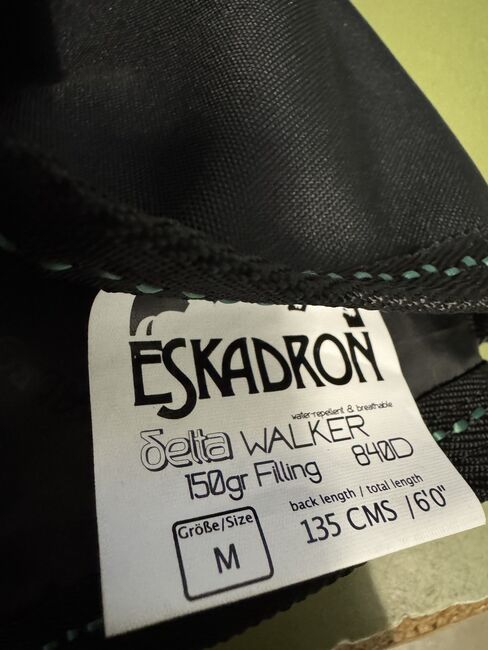 ESKADRON
water-repellent & breathable
delta WALKER
150gr Filling 840D
back length / total length
135 CMS / 6'0"
Größe/Size
M